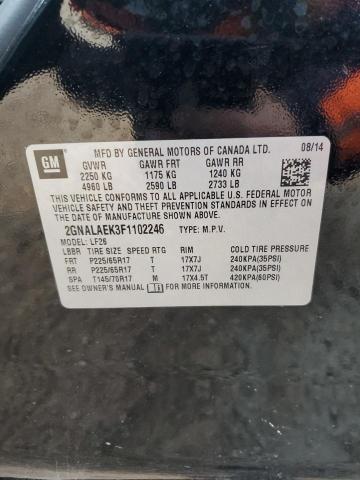 GM
MFD BY GENERAL MOTORS OF CANADA LTD. 08/14
GVWR GAWR FRT GAWR RR
2250 KG 1175 KG 1240 KG
4960 LB 2590 LB 2733 LB
THIS VEHICLE CONFORMS TO ALL APPLICABLE U.S. FEDERAL MOTOR
VEHICLE SAFETY AND THEFT PREVENTION STANDARDS IN EFFECT
ON THE DATE OF MANUFACTURE SHOWN ABOVE.
2GNALAEK3F1102246 TYPE: M.P.V.
MODEL: LF26
LBBR TIRE SIZE SPEED RTG RIM COLD TIRE PRESSURE
FRT P225/65R17 T 17X7J 240KPA(35PSI)
RR P225/65R17 T 17X7J 240KPA(35PSI)
SPA T145/70R17 M 17X4.5T 420KPA(60PSI)
SEE OWNER'S MANUAL FOR MORE INFORMATION.